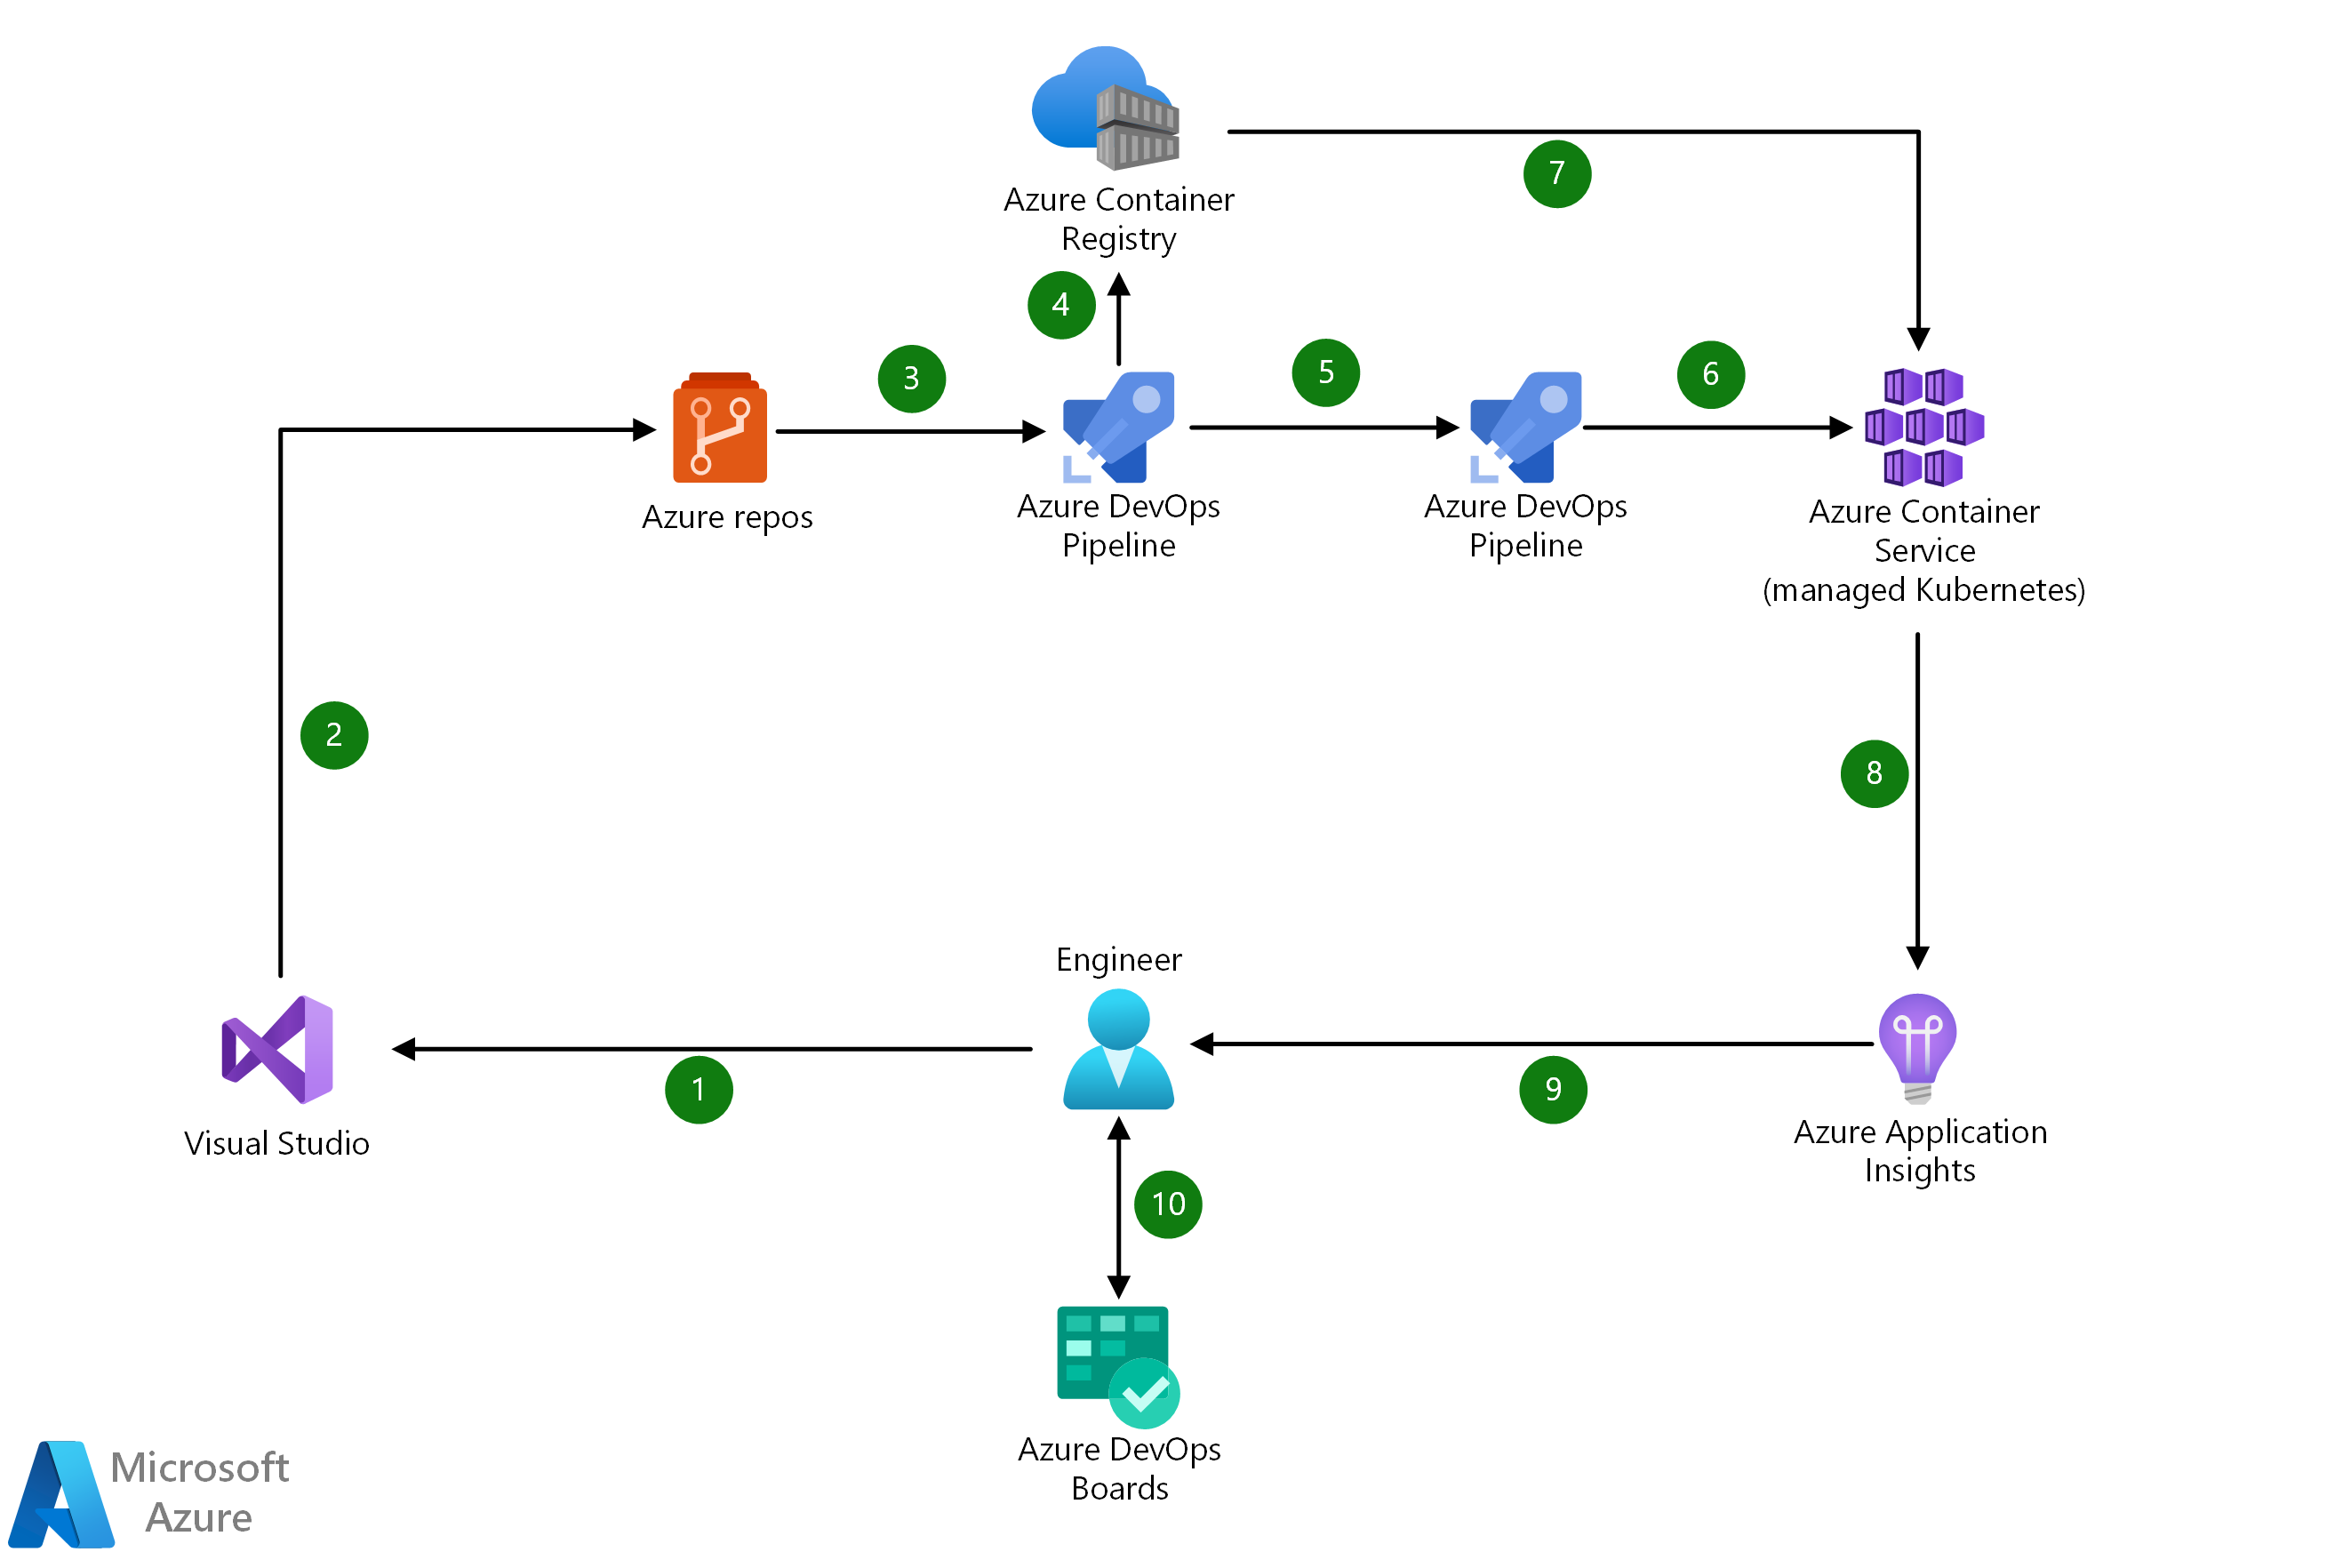 Azure Container
Registry
7
4
3
5
6
Azure repos
Azure DevOps
Pipeline
Azure DevOps
Pipeline
Azure Container
Service
(managed Kubernetes)
2
8
Engineer
Visual Studio
1
9
Azure Application
Insights
10
Azure DevOps
Boards
Microsoft
Azure